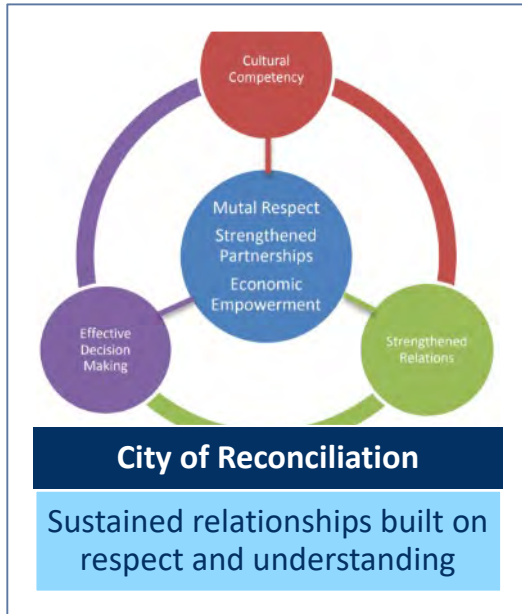 Cultural
Competency
Mutal Respect
Strengthened
Partnerships
Economic
Empowerment
Effective
Decision
Making
Strengthened
Relations
City of Reconciliation
Sustained relationships built on
respect and understanding